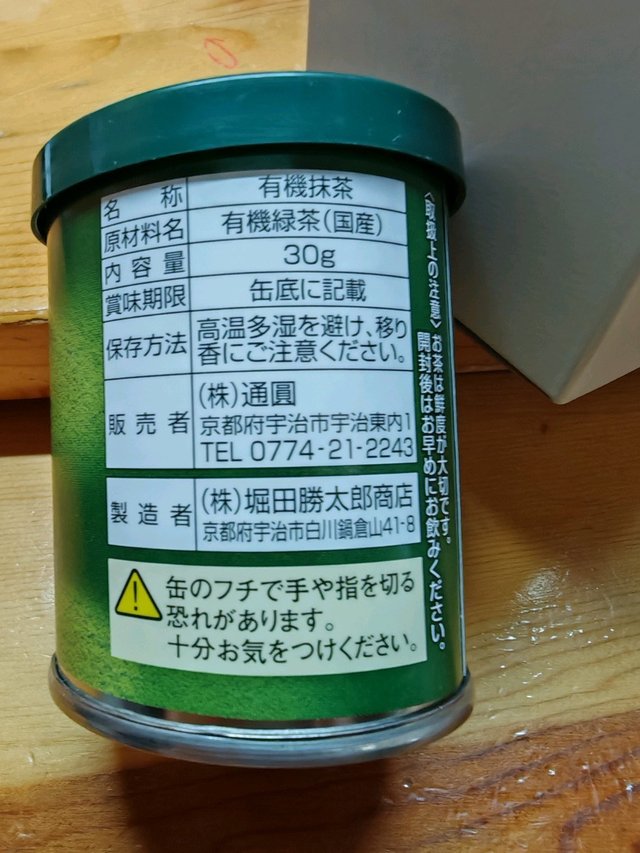 名称 有機抹茶
原材料名 有機緑茶(国産)
内容量 30g
賞味期限 缶底に記載
保存方法 高温多湿を避け、移り
香にご注意ください。
販売者 (株)通圓
京都府宇治市宇治東内1
TEL 0774-21-2243
製造者 (株)堀田勝太郎商店
京都府宇治市白川鍋倉山41-8
缶のフチで手や指を切る
恐れがあります。
十分お気をつけください。
〈取扱上の注意〉お茶は鮮度が大切です。
開封後はお早めにお飲みください。